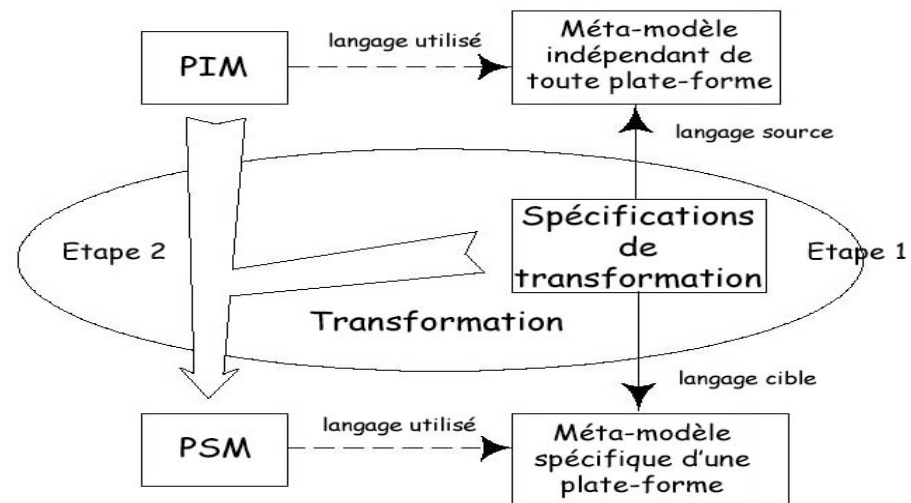 PIM
langage utilisé
Méta-modèle
indépendant de
toute plate-forme
langage source
Etape 2
Spécifications
de
transformation
Etape 1
Transformation
langage cible
PSM
langage utilisé
Méta-modèle
spécifique d'une
plate-forme